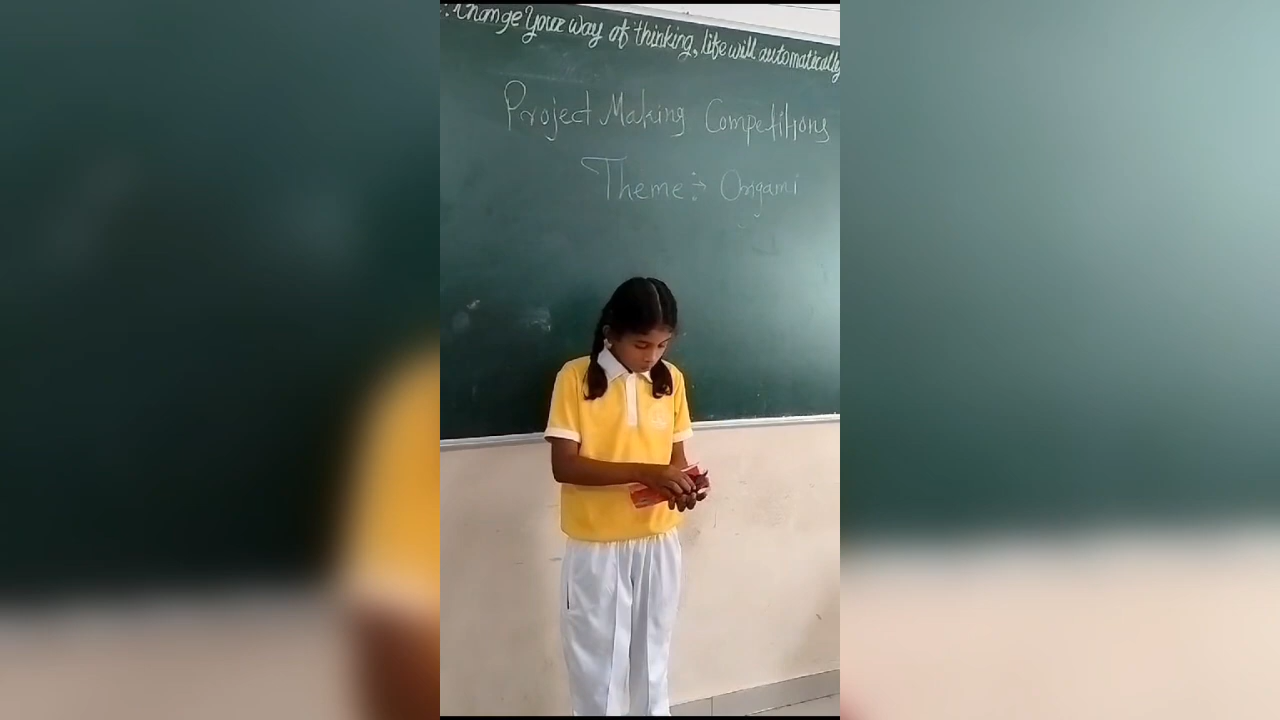 Change Your way of thinking, life will automatically
Project Making Competitions
Theme :→ Origami